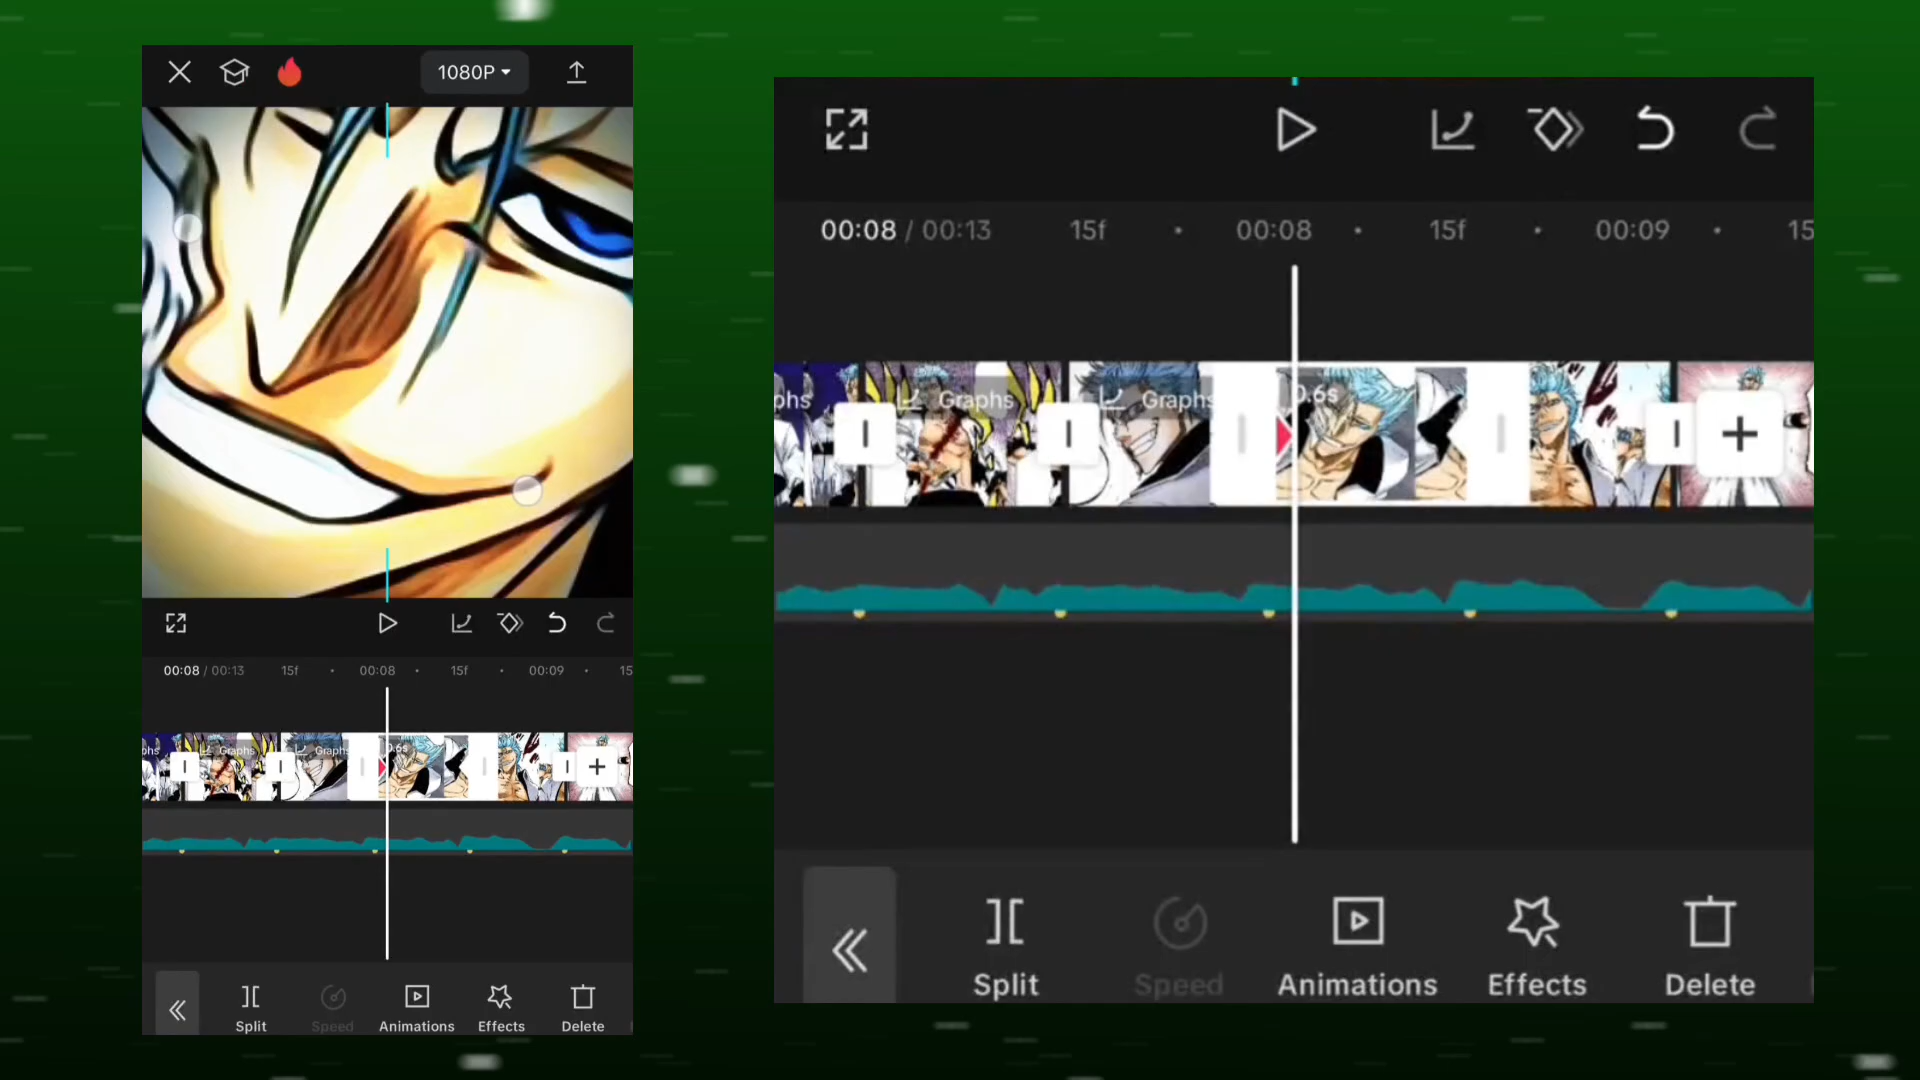 1080P
00:08 / 00:13 15f 00:08 15f 00:09 15
phs Graphs Graphs 0.6s
Split Speed Animations Effects Delete
00:08 / 00:13 15f 00:08 15f 00:09 15
phs Graphs Graphs 0.6s
Split Speed Animations Effects Delete